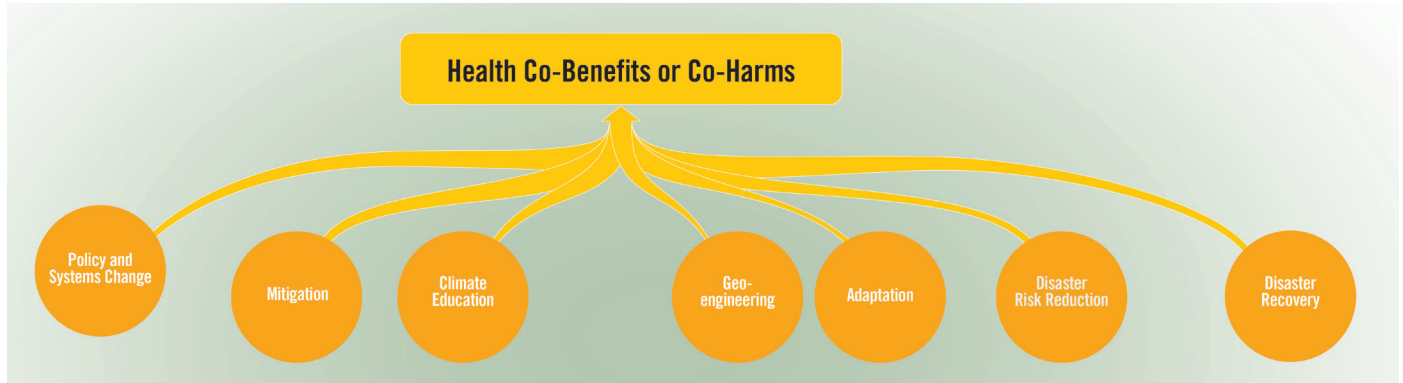 Health Co-Benefits or Co-Harms
Policy and
Systems Change
Mitigation
Climate
Education
Geo-
engineering
Adaptation
Disaster
Risk Reduction
Disaster
Recovery